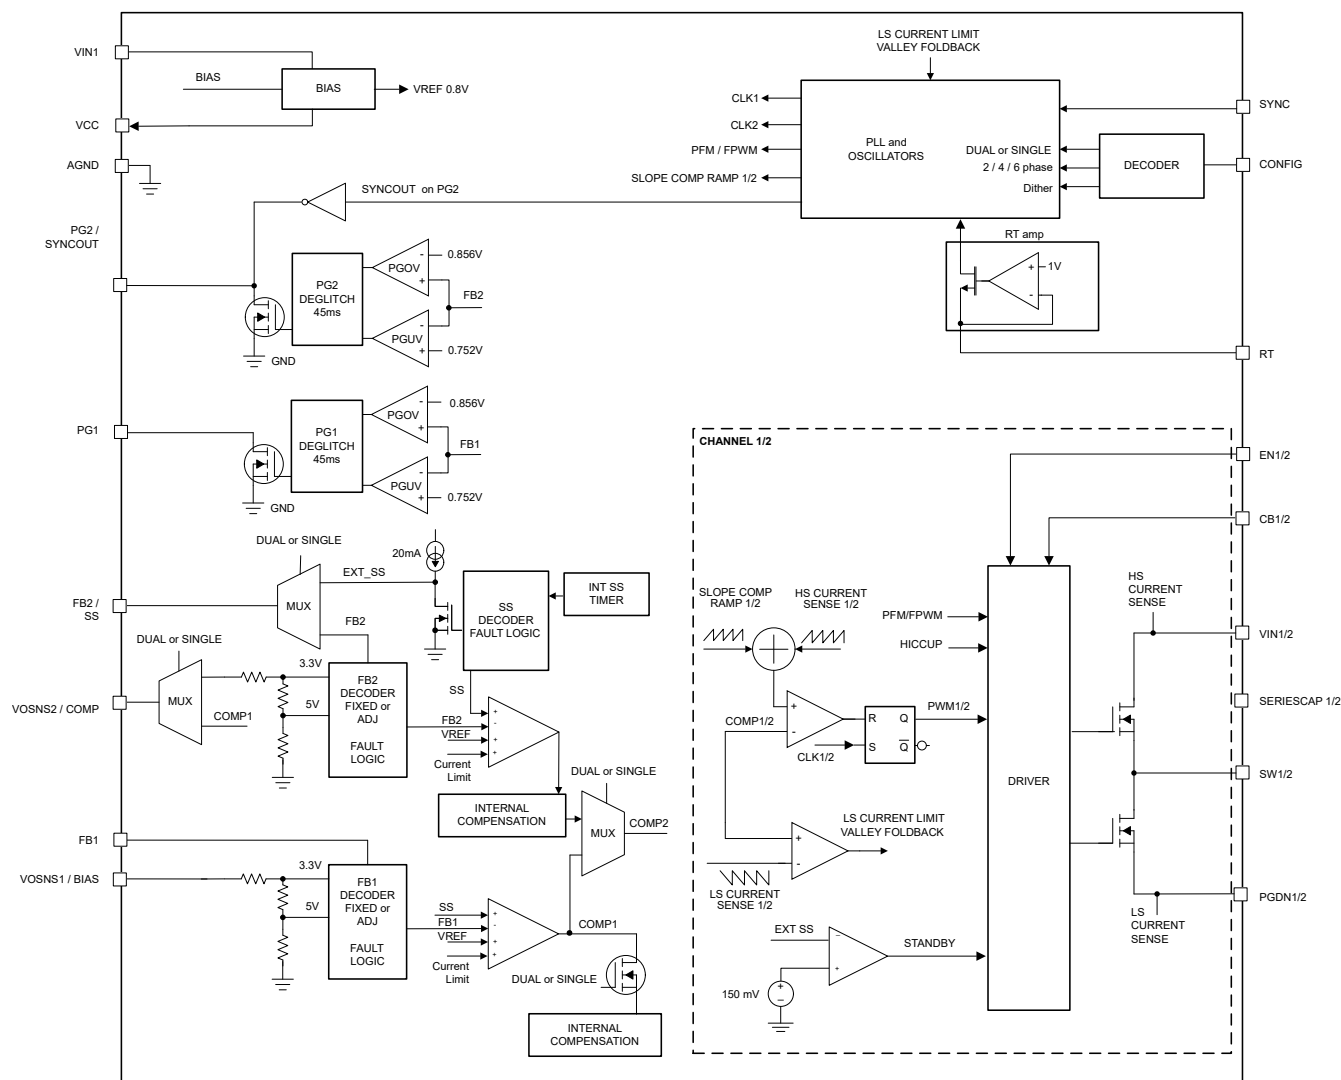 LS CURRENT LIMIT
VALLEY FOLDBACK
VIN1
BIAS
BIAS
VREF 0.8V
VCC
AGND
CLK1
CLK2
PFM / FPWM
SLOPE COMP RAMP 1/2
PLL and
OSCILLATORS
DUAL or SINGLE
2 / 4 / 6 phase
Dither
DECODER
SYNC
CONFIG
SYNCOUT on PG2
PG2 /
SYNCOUT
PG2
DEGLITCH
45ms
PGOV
-
+
0.856V
FB2
PGUV
-
+
0.752V
GND
RT amp
+
1V
-
RT
PG1
PG1
DEGLITCH
45ms
PGOV
-
+
0.856V
FB1
PGUV
-
+
0.752V
GND
CHANNEL 1/2
EN1/2
CB1/2
DUAL or SINGLE
20mA
EXT_SS
MUX
FB2 /
SS
FB2
SS
DECODER
FAULT LOGIC
INT SS
TIMER
DUAL or SINGLE
MUX
VOSNS2 / COMP
COMP1
3.3V
5V
FB2
DECODER
FIXED or
ADJ
FAULT
LOGIC
SS
FB2
VREF
Current
Limit
+
-
+
+
INTERNAL
COMPENSATION
DUAL or SINGLE
MUX
COMP2
FB1
VOSNS1 / BIAS
3.3V
5V
FB1
DECODER
FIXED or
ADJ
FAULT
LOGIC
SS
FB1
VREF
Current
Limit
+
-
+
+
COMP1
DUAL or SINGLE
INTERNAL
COMPENSATION
SLOPE COMP
RAMP 1/2
HS CURRENT
SENSE 1/2
PFM/FPWM
HICCUP
COMP1/2
+
-
R
Q
S
Q
CLK1/2
PWM1/2
DRIVER
+
-
LS CURRENT LIMIT
VALLEY FOLDBACK
LS CURRENT
SENSE 1/2
EXT SS
−
+
STANDBY
150 mV
+
−
HS
CURRENT
SENSE
VIN1/2
SERIESCAP 1/2
SW1/2
PGDN1/2
LS
CURRENT
SENSE